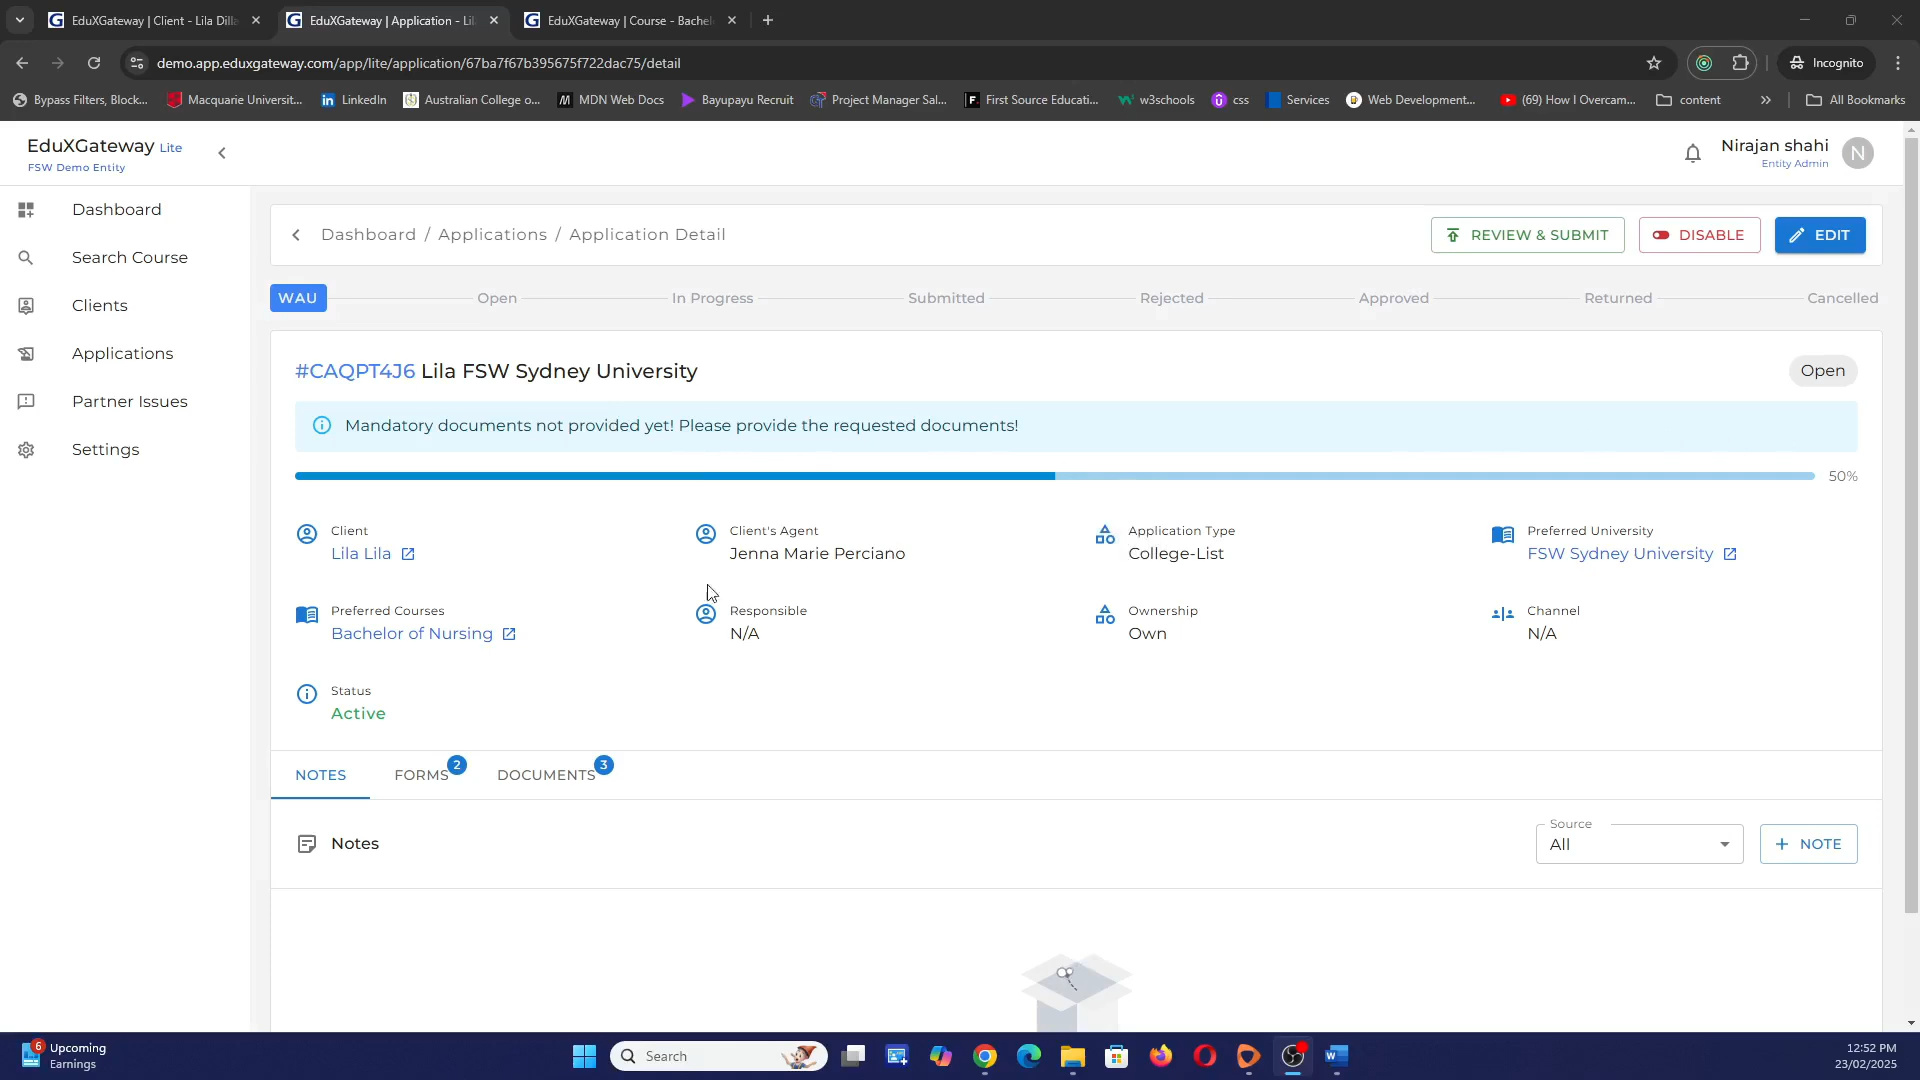 EduXGateway | Client - Lila Dilla
EduXGateway | Application - Lil
EduXGateway | Course - Bachel
demo.app.eduxgateway.com/app/lite/application/67ba7f67b395675f722dac75/detail
Incognito
Bypass Filters, Block...
Macquarie Universit...
LinkedIn
Australian College o...
MDN Web Docs
Bayupayu Recruit
Project Manager Sal...
First Source Educati...
w3schools
css
Services
Web Development...
(69) How I Overcam...
content
All Bookmarks
EduXGateway Lite
FSW Demo Entity
Nirajan shahi
Entity Admin
N
Dashboard
Search Course
Clients
Applications
Partner Issues
Settings
Dashboard / Applications / Application Detail
REVIEW & SUBMIT
DISABLE
EDIT
WAU
Open
In Progress
Submitted
Rejected
Approved
Returned
Cancelled
#CAQPT4J6 Lila FSW Sydney University
Open
Mandatory documents not provided yet! Please provide the requested documents!
50%
Client
Lila Lila
Client's Agent
Jenna Marie Perciano
Application Type
College-List
Preferred University
FSW Sydney University
Preferred Courses
Bachelor of Nursing
Responsible
N/A
Ownership
Own
Channel
N/A
Status
Active
NOTES
FORMS
2
DOCUMENTS
3
Notes
Source
All
+ NOTE
6
Upcoming
Earnings
Search
12:52 PM
23/02/2025